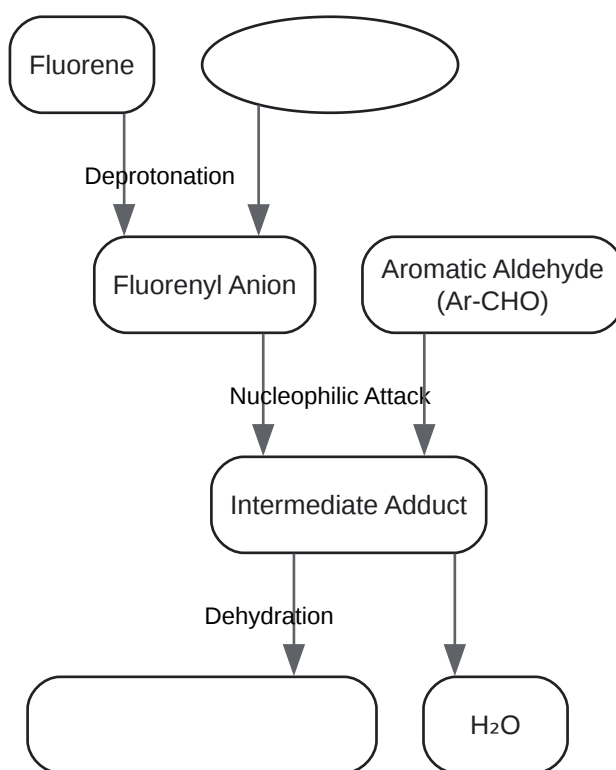 Fluorene
Deprotonation
Fluorenyl Anion
Aromatic Aldehyde
(Ar-CHO)
Nucleophilic Attack
Intermediate Adduct
Dehydration
H₂O